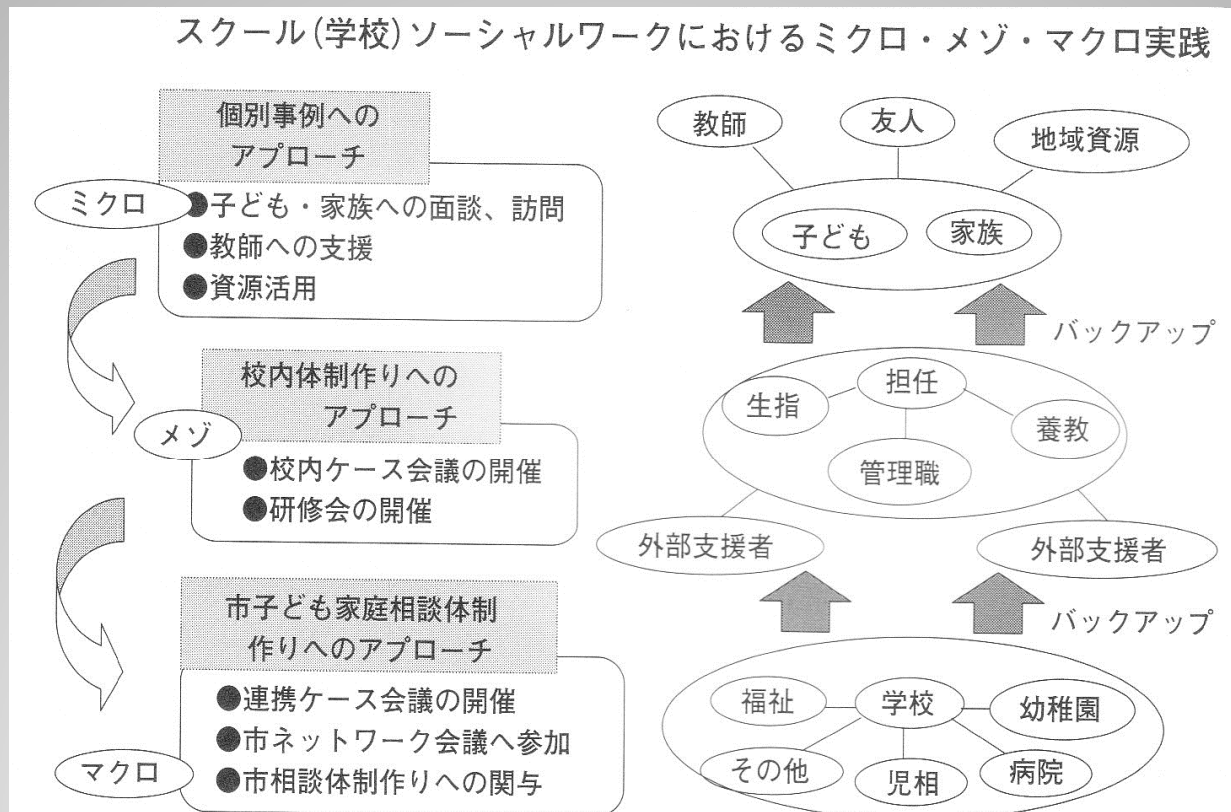 スクール(学校)ソーシャルワークにおけるミクロ・メゾ・マクロ実践
個別事例への
アプローチ
ミクロ
●子ども・家族への面談、訪問
●教師への支援
●資源活用
校内体制作りへの
アプローチ
メゾ
●校内ケース会議の開催
●研修会の開催
市子ども家庭相談体制
作りへのアプローチ
マクロ
●連携ケース会議の開催
●市ネットワーク会議へ参加
●市相談体制作りへの関与
教師
友人
地域資源
子ども
家族
バックアップ
生指
担任
養教
管理職
外部支援者
外部支援者
バックアップ
福祉
学校
幼稚園
その他
児相
病院